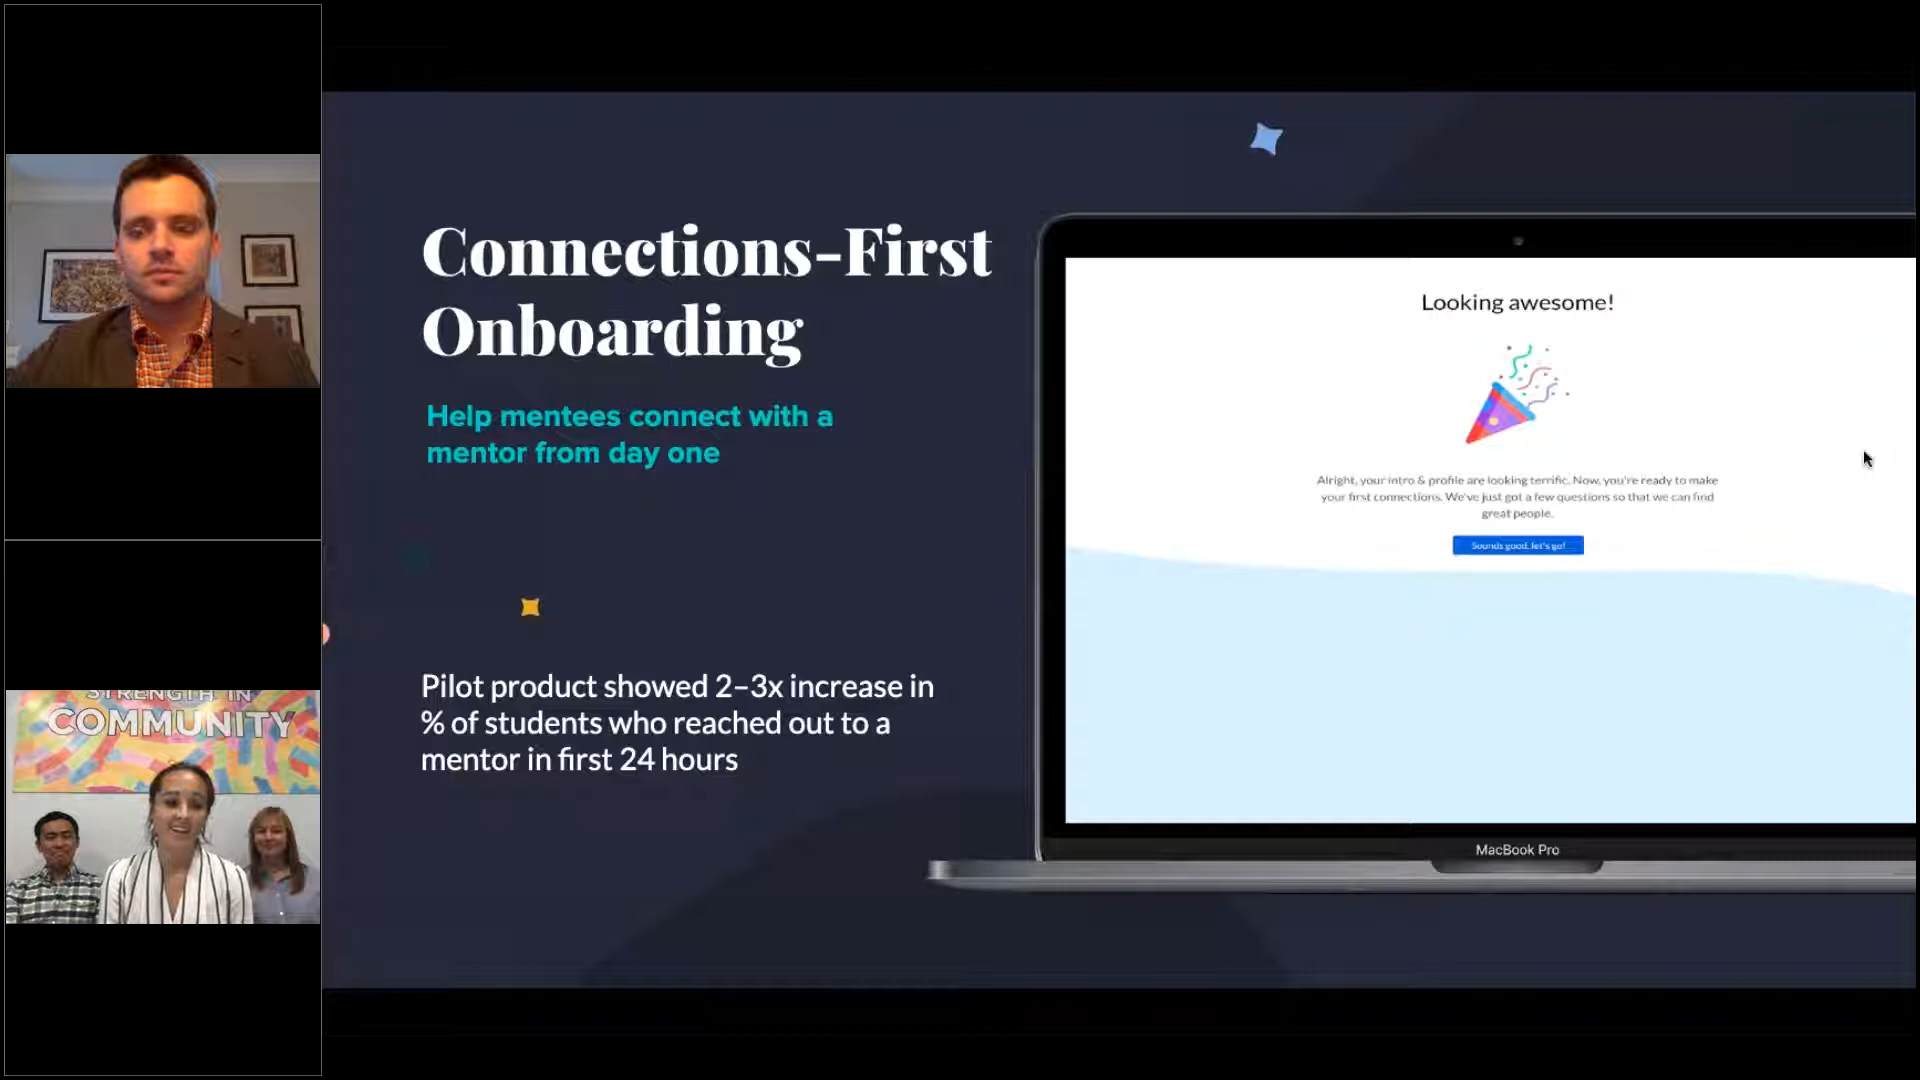 Connections-First
Onboarding
Help mentees connect with a
mentor from day one
Pilot product showed 2–3x increase in
% of students who reached out to a
mentor in first 24 hours
Looking awesome!
Alright, your intro & profile are looking terrific. Now, you're ready to make
your first connections. We've just got a few questions so that we can find
great people.
Sounds good, let's go!
MacBook Pro
STRENGTH IN
COMMUNITY